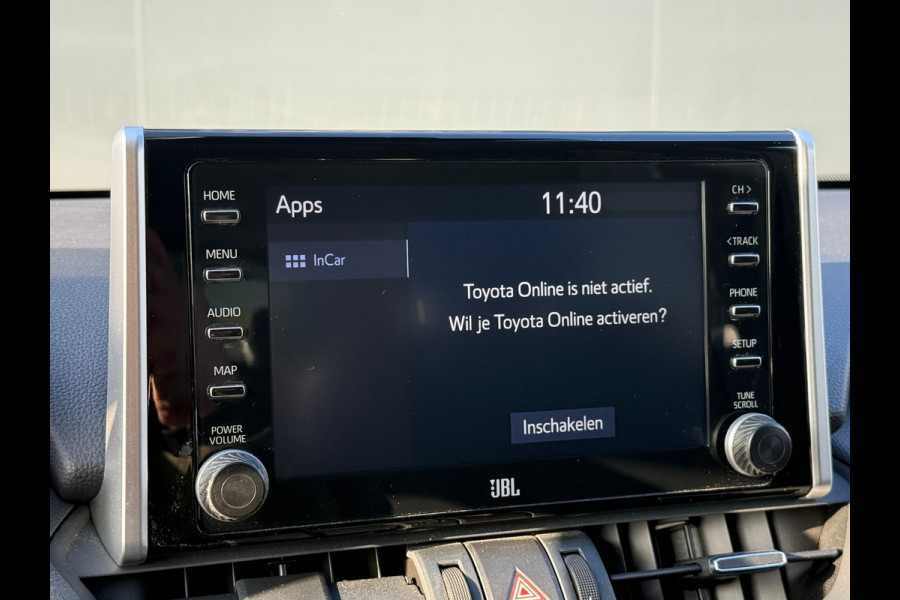 HOME
MENU
AUDIO
MAP
POWER
VOLUME
Apps
11:40
InCar
Toyota Online is niet actief.
Wil je Toyota Online activeren?
Inschakelen
JBL
CH >
< TRACK
PHONE
SETUP
TUNE
SCROLL